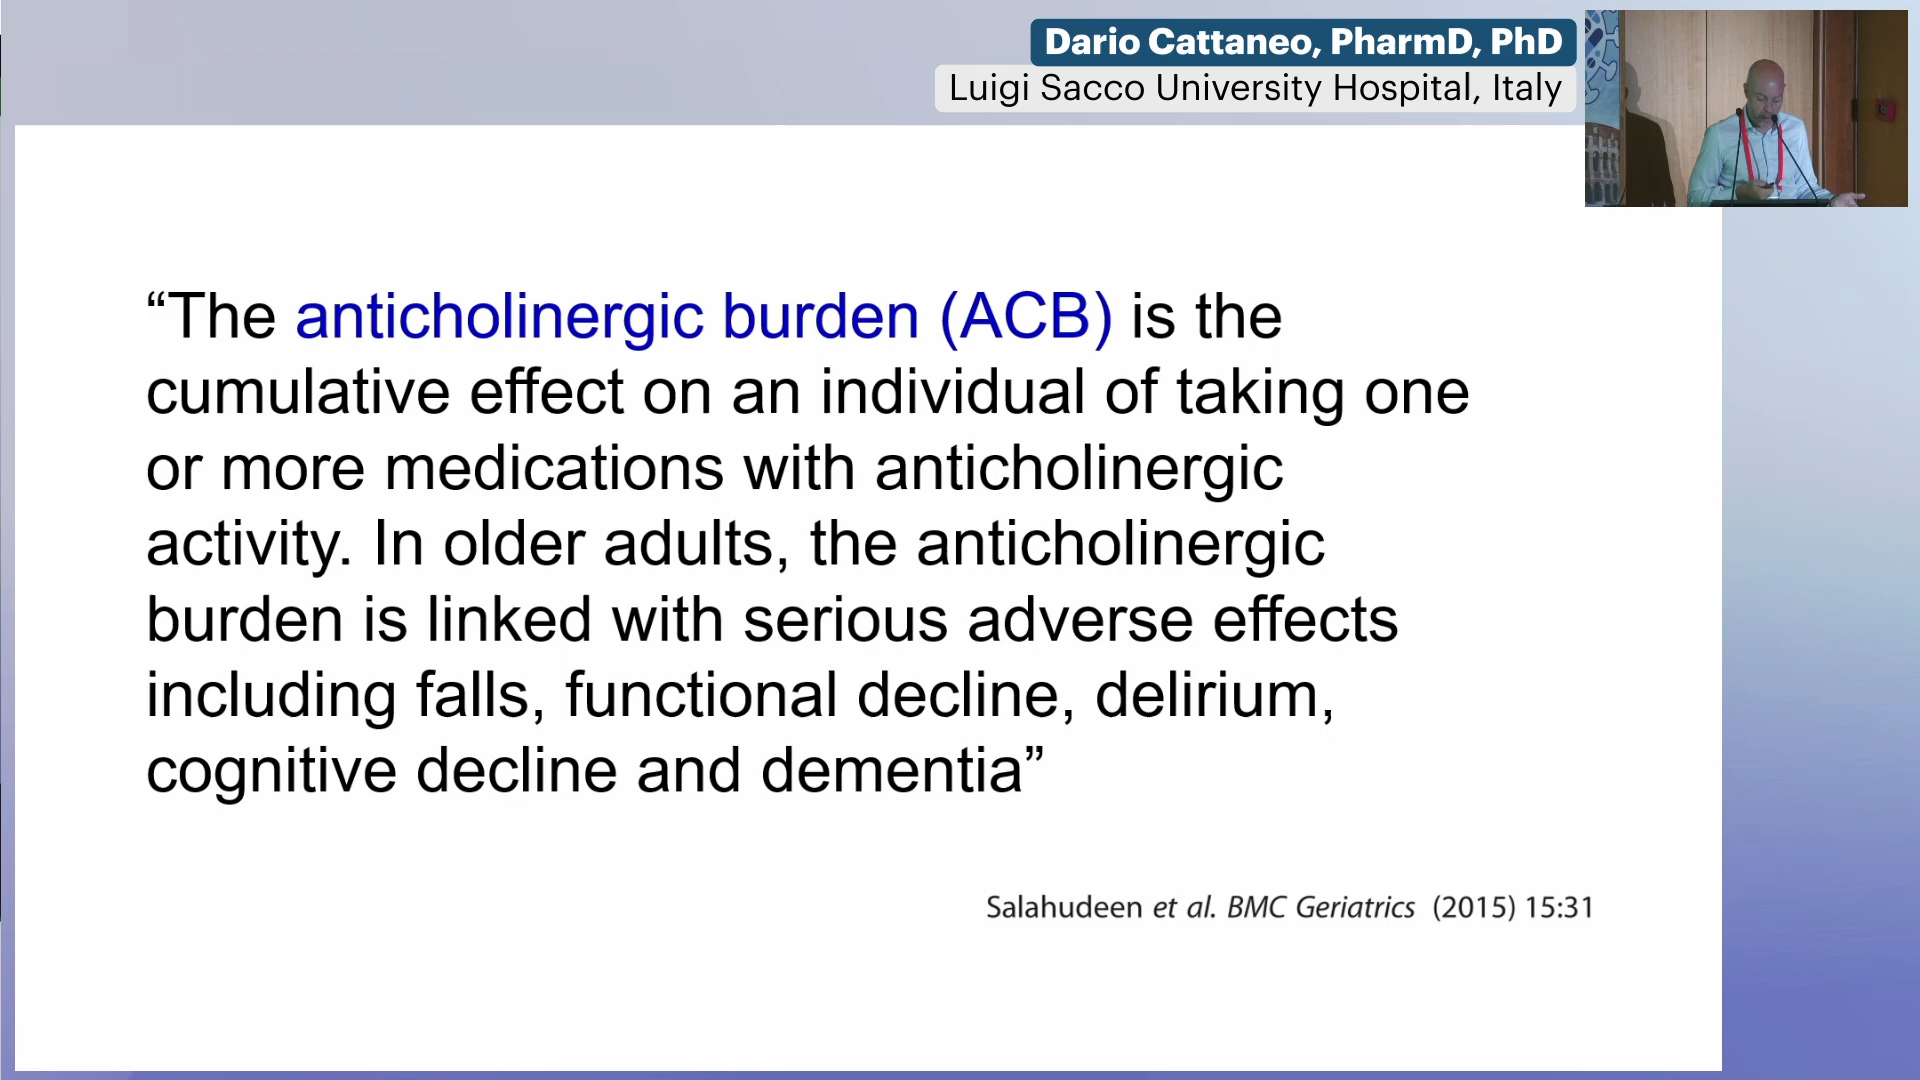 Dario Cattaneo, PharmD, PhD
Luigi Sacco University Hospital, Italy
“The anticholinergic burden (ACB) is the
cumulative effect on an individual of taking one
or more medications with anticholinergic
activity. In older adults, the anticholinergic
burden is linked with serious adverse effects
including falls, functional decline, delirium,
cognitive decline and dementia”
Salahudeen et al. BMC Geriatrics (2015) 15:31